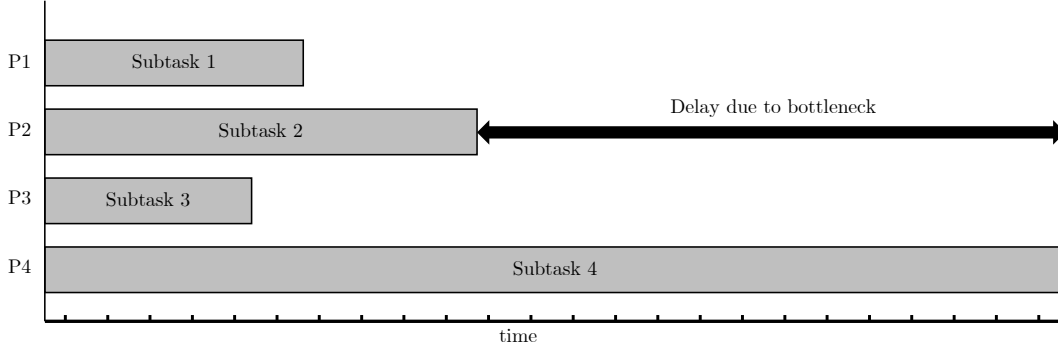 P1
Subtask 1
Delay due to bottleneck
P2
Subtask 2
P3
Subtask 3
P4
Subtask 4
time